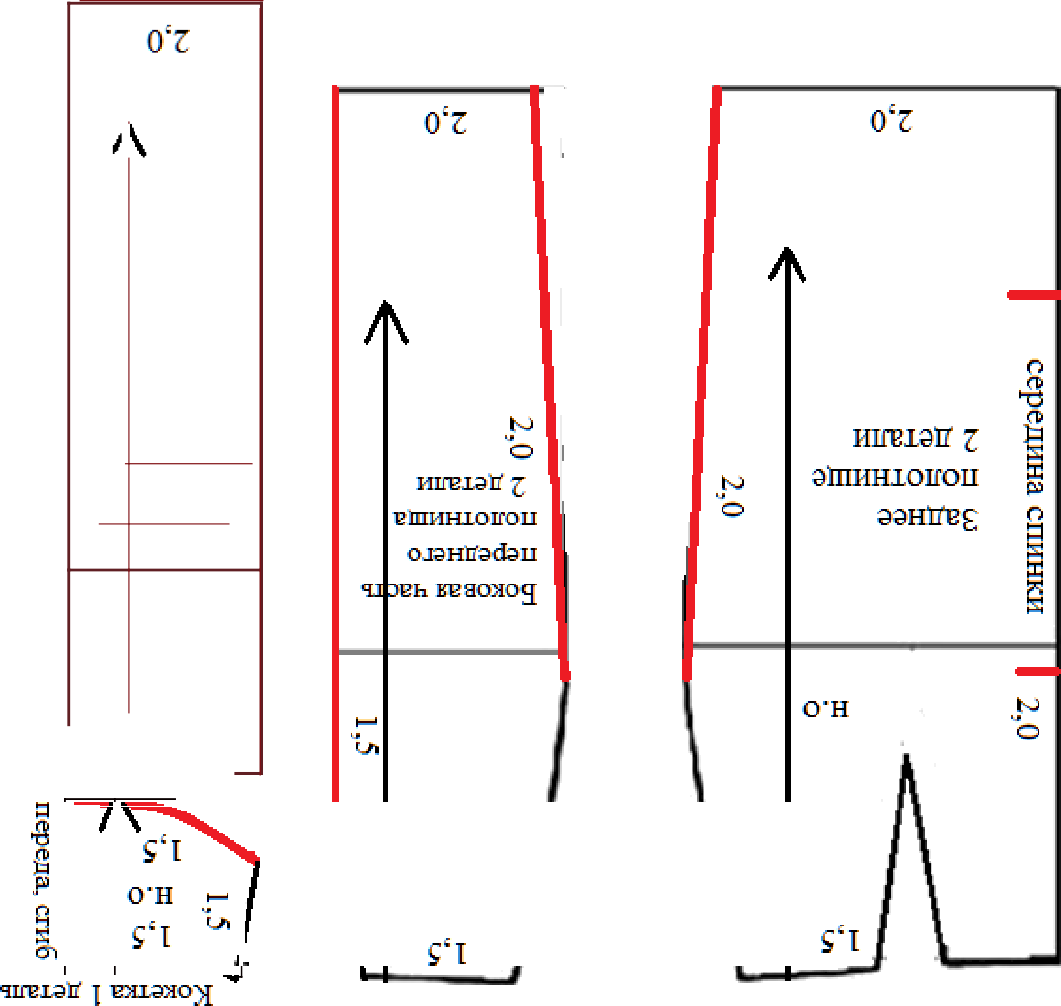 2,0
2,0
2,0
2,0
2 детали
полотнища
переднего
Боковая часть
1,5
2,0
Заднее
полотнище
2 детали
середина спинки
н.о
2,0
переда, сгиб
1,5
н.о
1,5
1,5
Кокетка 1 деталь
1,5
1,5